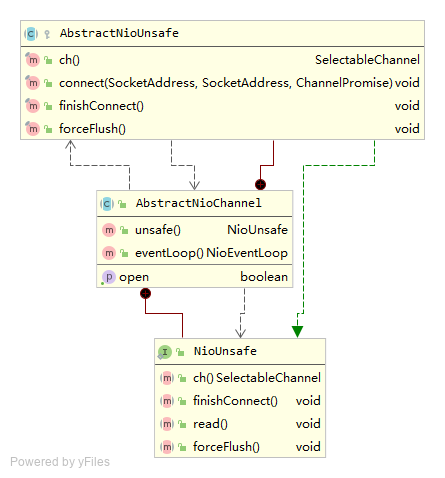 AbstractNioUnsafe
ch() SelectableChannel
connect(SocketAddress, SocketAddress, ChannelPromise) void
finishConnect() void
forceFlush() void
AbstractNioChannel
unsafe() NioUnsafe
eventLoop() NioEventLoop
open boolean
NioUnsafe
ch() SelectableChannel
finishConnect() void
read() void
forceFlush() void
Powered by yFiles